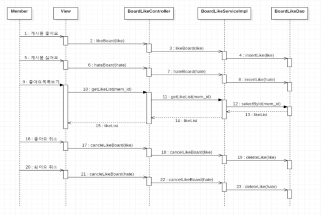 Member
View
BoardLikeController
BoardLikeServiceImpl
BoardLikeDao
1 : 게시물 좋아요
2 : likeBoard(like)
3 : likeBoard(like)
4 : insertLike(like)
5 : 게시물 싫어요
6 : hateBoard(hate)
7 : hateBoard(hate)
8 : insertLike(hate)
9 : 좋아요목록보기
10 : getLikeList(mem_id)
11 : getLikeList(mem_id)
12 : selectById(mem_id)
13 : likeList
14 : likeList
15 : likeList
16 : 좋아요 취소
17 : cancleLikeBoard(like)
18 : cancleLikeBoard(like)
19 : deleteLike(like)
20 : 싫어요 취소
21 : cancleLikeBoard(hate)
22 : cancleLikeBoard(hate)
23 : deleteLike(hate)